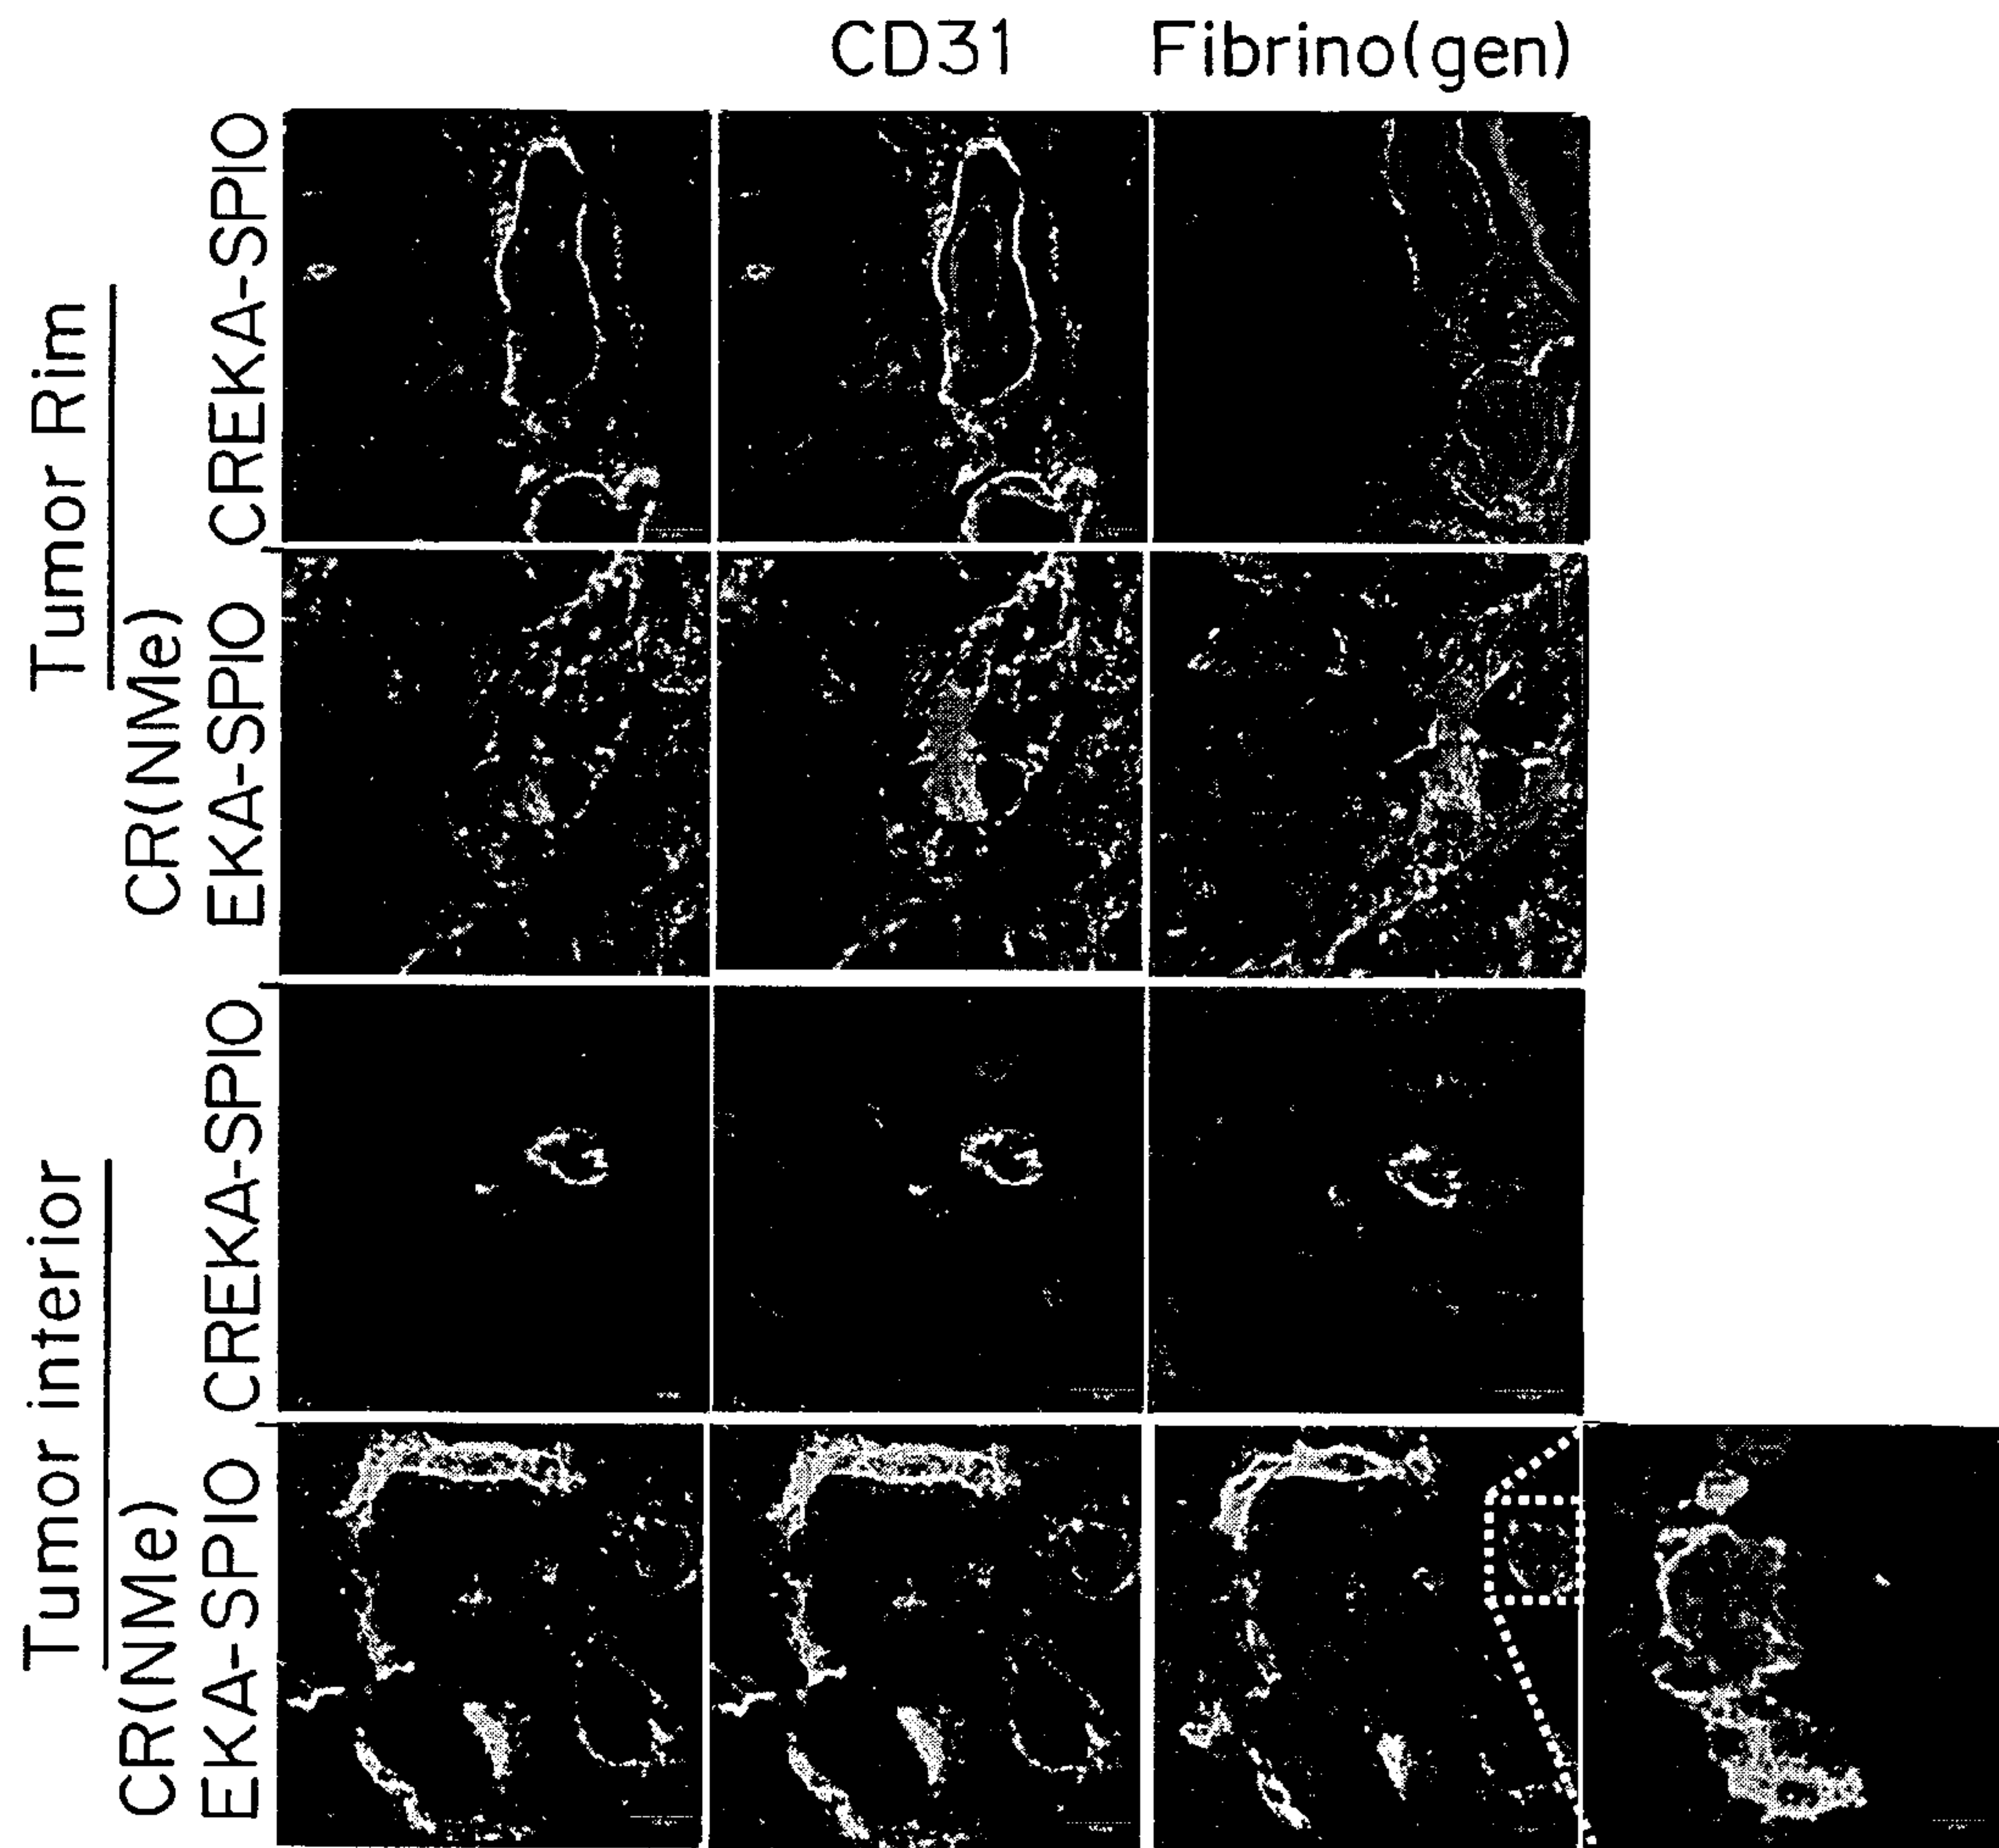 CD31
Fibrino(gen)
Tumor Rim
CREKA-SPIO
CR(NMe)
EKA-SPIO
Tumor interior
CREKA-SPIO
CR(NMe)
EKA-SPIO